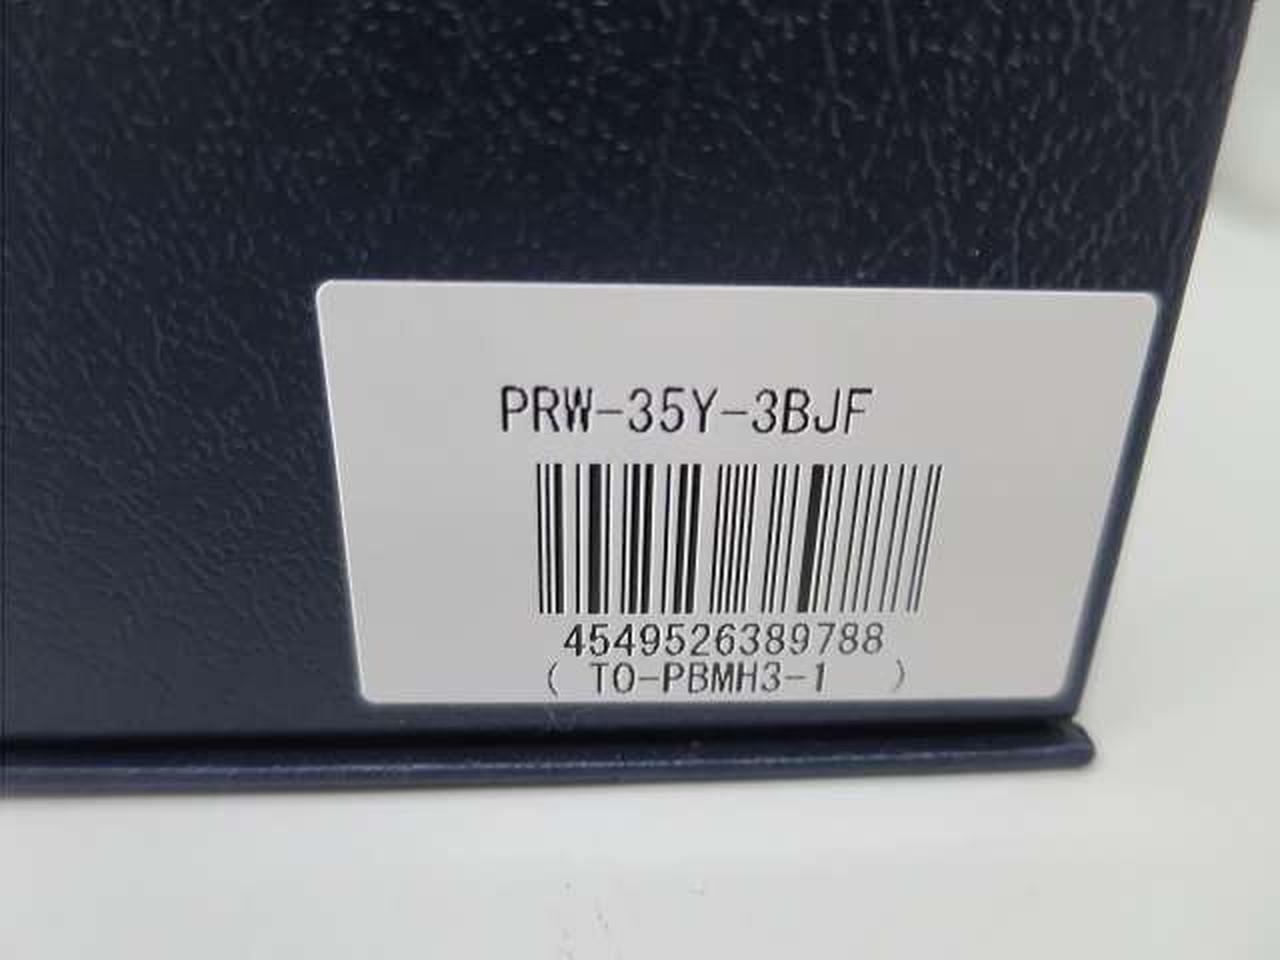 PRW-35Y-3BJF
4549526389788
( TO-PBMH3-1 )